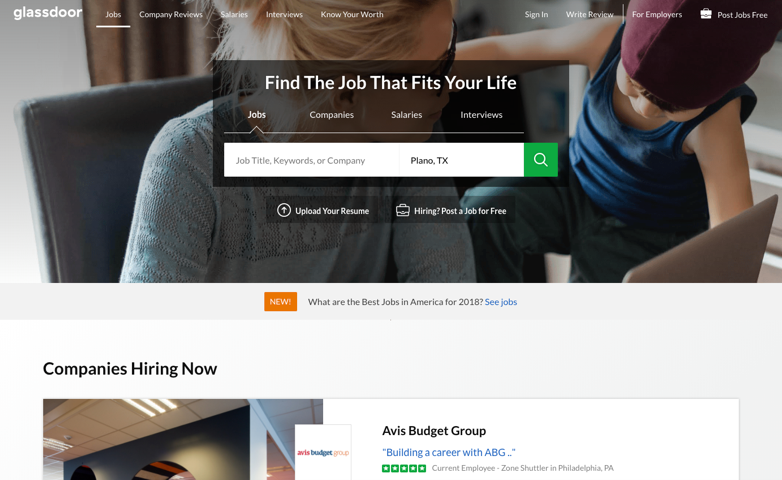 glassdoor Jobs Company Reviews Salaries Interviews Know Your Worth Sign In Write Review For Employers Post Jobs Free
Find The Job That Fits Your Life
Jobs Companies Salaries Interviews
Job Title, Keywords, or Company Plano, TX
Upload Your Resume Hiring? Post a Job for Free
NEW! What are the Best Jobs in America for 2018? See jobs
Companies Hiring Now
Avis Budget Group
avis budget group "Building a career with ABG .."
Current Employee - Zone Shuttler in Philadelphia, PA